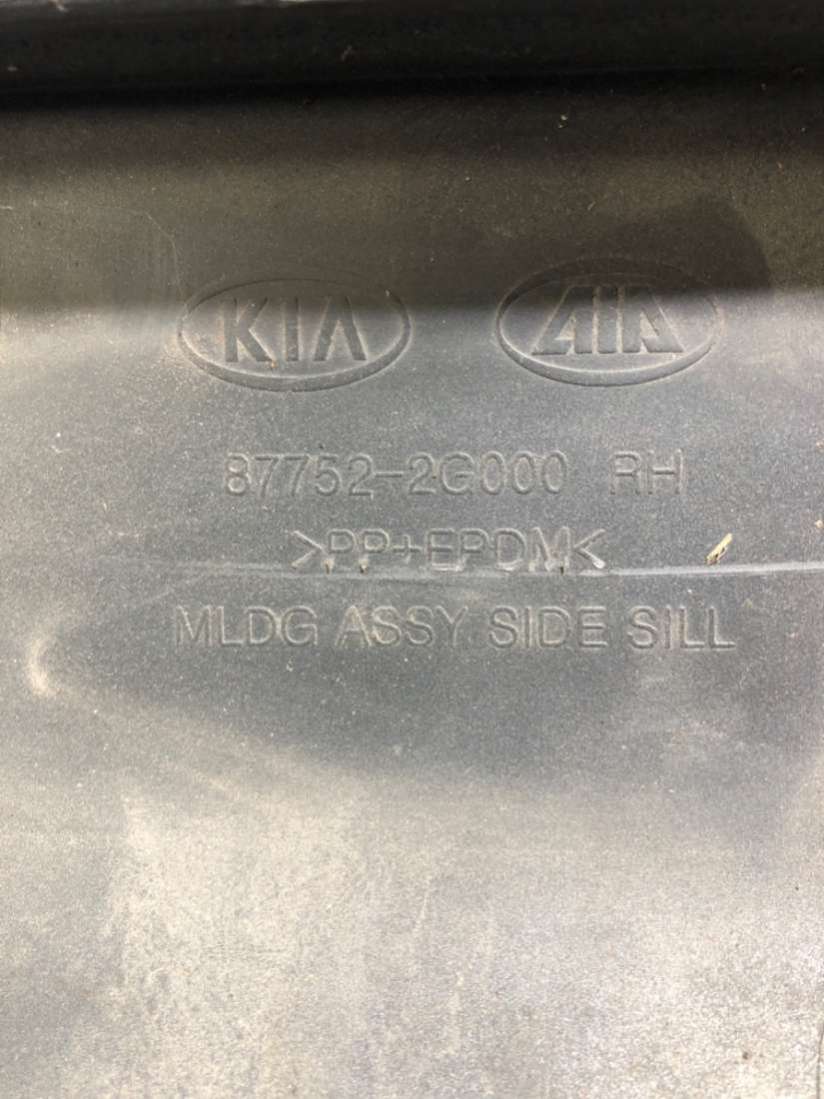 KIA KIA
87752-2G000 RH
>PP+EPDM<
MLDG ASSY SIDE SILL